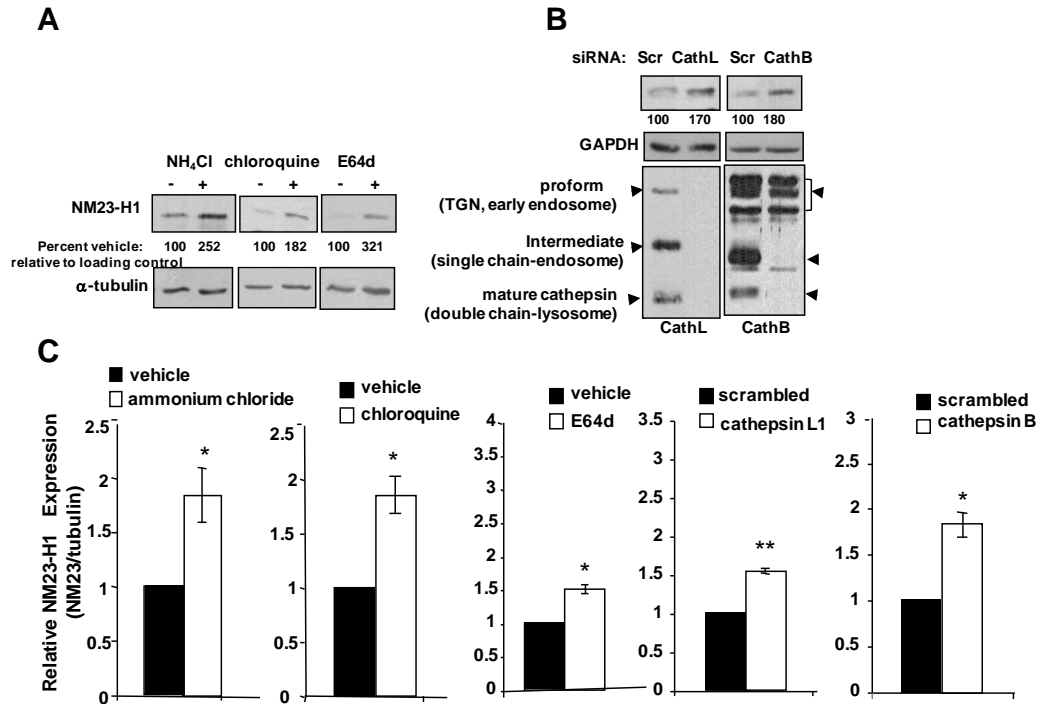 A
NH4Cl chloroquine E64d
- + - + - +
NM23-H1
Percent vehicle: 100 252 100 182 100 321
relative to loading control
α-tubulin
B
siRNA: Scr CathL Scr CathB
100 170 100 180
GAPDH
proform
(TGN, early endosome)
Intermediate
(single chain-endosome)
mature cathepsin
(double chain-lysosome)
CathL CathB
C
Relative NM23-H1 Expression
(NM23/tubulin)
vehicle
ammonium chloride
2.5
2
1.5
1
0.5
0
*
vehicle
chloroquine
2.5
2
1.5
1
0.5
0
*
vehicle
E64d
4
3.5
3
2.5
2
1.5
1
0.5
0
*
scrambled
cathepsin L1
3.5
3
2.5
2
1.5
1
0.5
0
**
scrambled
cathepsin B
3
2.5
2
1.5
1
0.5
0
*